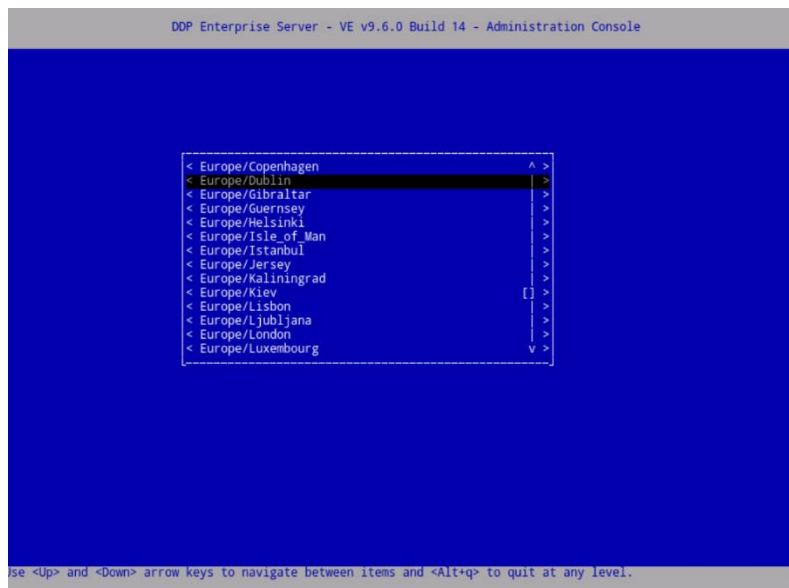 DDP Enterprise Server - VE v9.6.0 Build 14 - Administration Console
< Europe/Copenhagen ^ >
< Europe/Dublin | >
< Europe/Gibraltar | >
< Europe/Guernsey | >
< Europe/Helsinki | >
< Europe/Isle_of_Man | >
< Europe/Istanbul | >
< Europe/Jersey | >
< Europe/Kaliningrad | >
< Europe/Kiev [] >
< Europe/Lisbon | >
< Europe/Ljubljana | >
< Europe/London | >
< Europe/Luxembourg v >
Use <Up> and <Down> arrow keys to navigate between items and <Alt+q> to quit at any level.